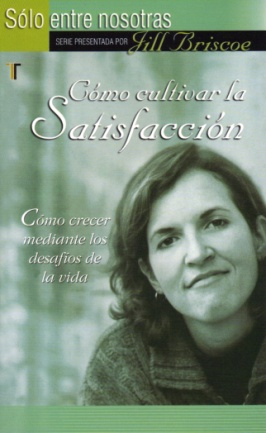 Sólo entre nosotras
SERIE PRESENTADA POR Jill Briscoe
Cómo cultivar la
Satisfacción
Cómo crecer
mediante los
desafíos de
la vida